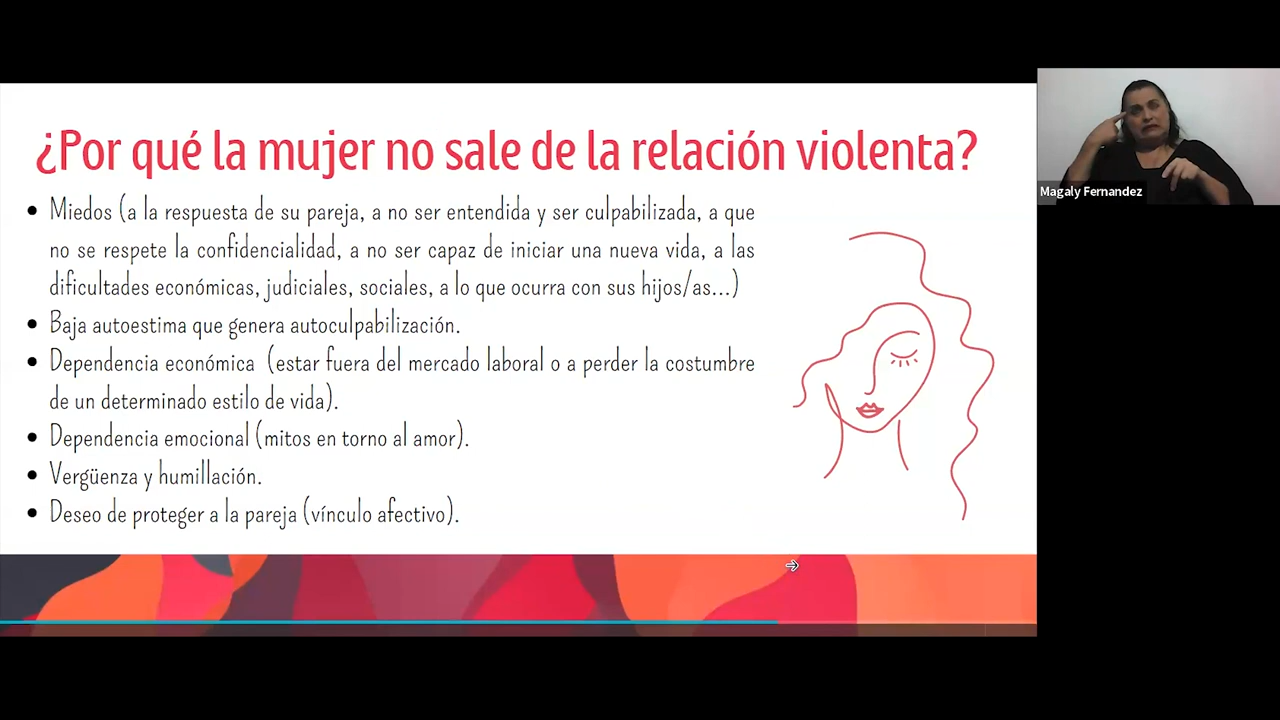 ¿Por qué la mujer no sale de la relación violenta?
• Miedos (a la respuesta de su pareja, a no ser entendida y ser culpabilizada, a que
no se respete la confidencialidad, a no ser capaz de iniciar una nueva vida, a las
dificultades económicas, judiciales, sociales, a lo que ocurra con sus hijos/as...)
• Baja autoestima que genera autoculpabilización.
• Dependencia económica (estar fuera del mercado laboral o a perder la costumbre
de un determinado estilo de vida).
• Dependencia emocional (mitos en torno al amor).
• Vergüenza y humillación.
• Deseo de proteger a la pareja (vínculo afectivo).
Magaly Fernandez